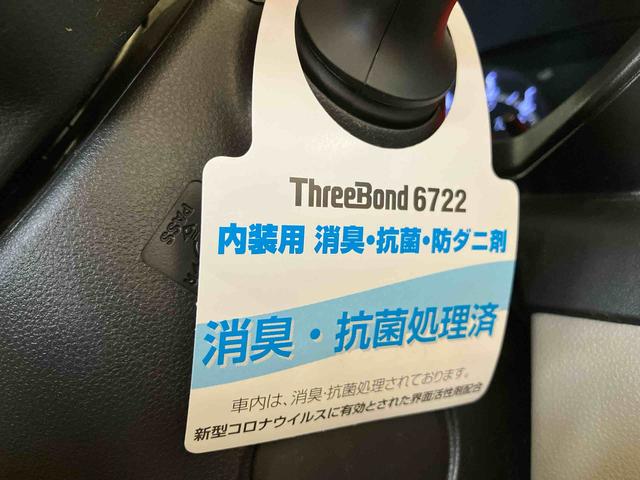 ThreeBond 6722
内装用 消臭・抗菌・防ダニ剤
消臭・抗菌処理済
車内は、消臭・抗菌処理されております。
新型コロナウイルスに有効とされた界面活性剤配合
PASS